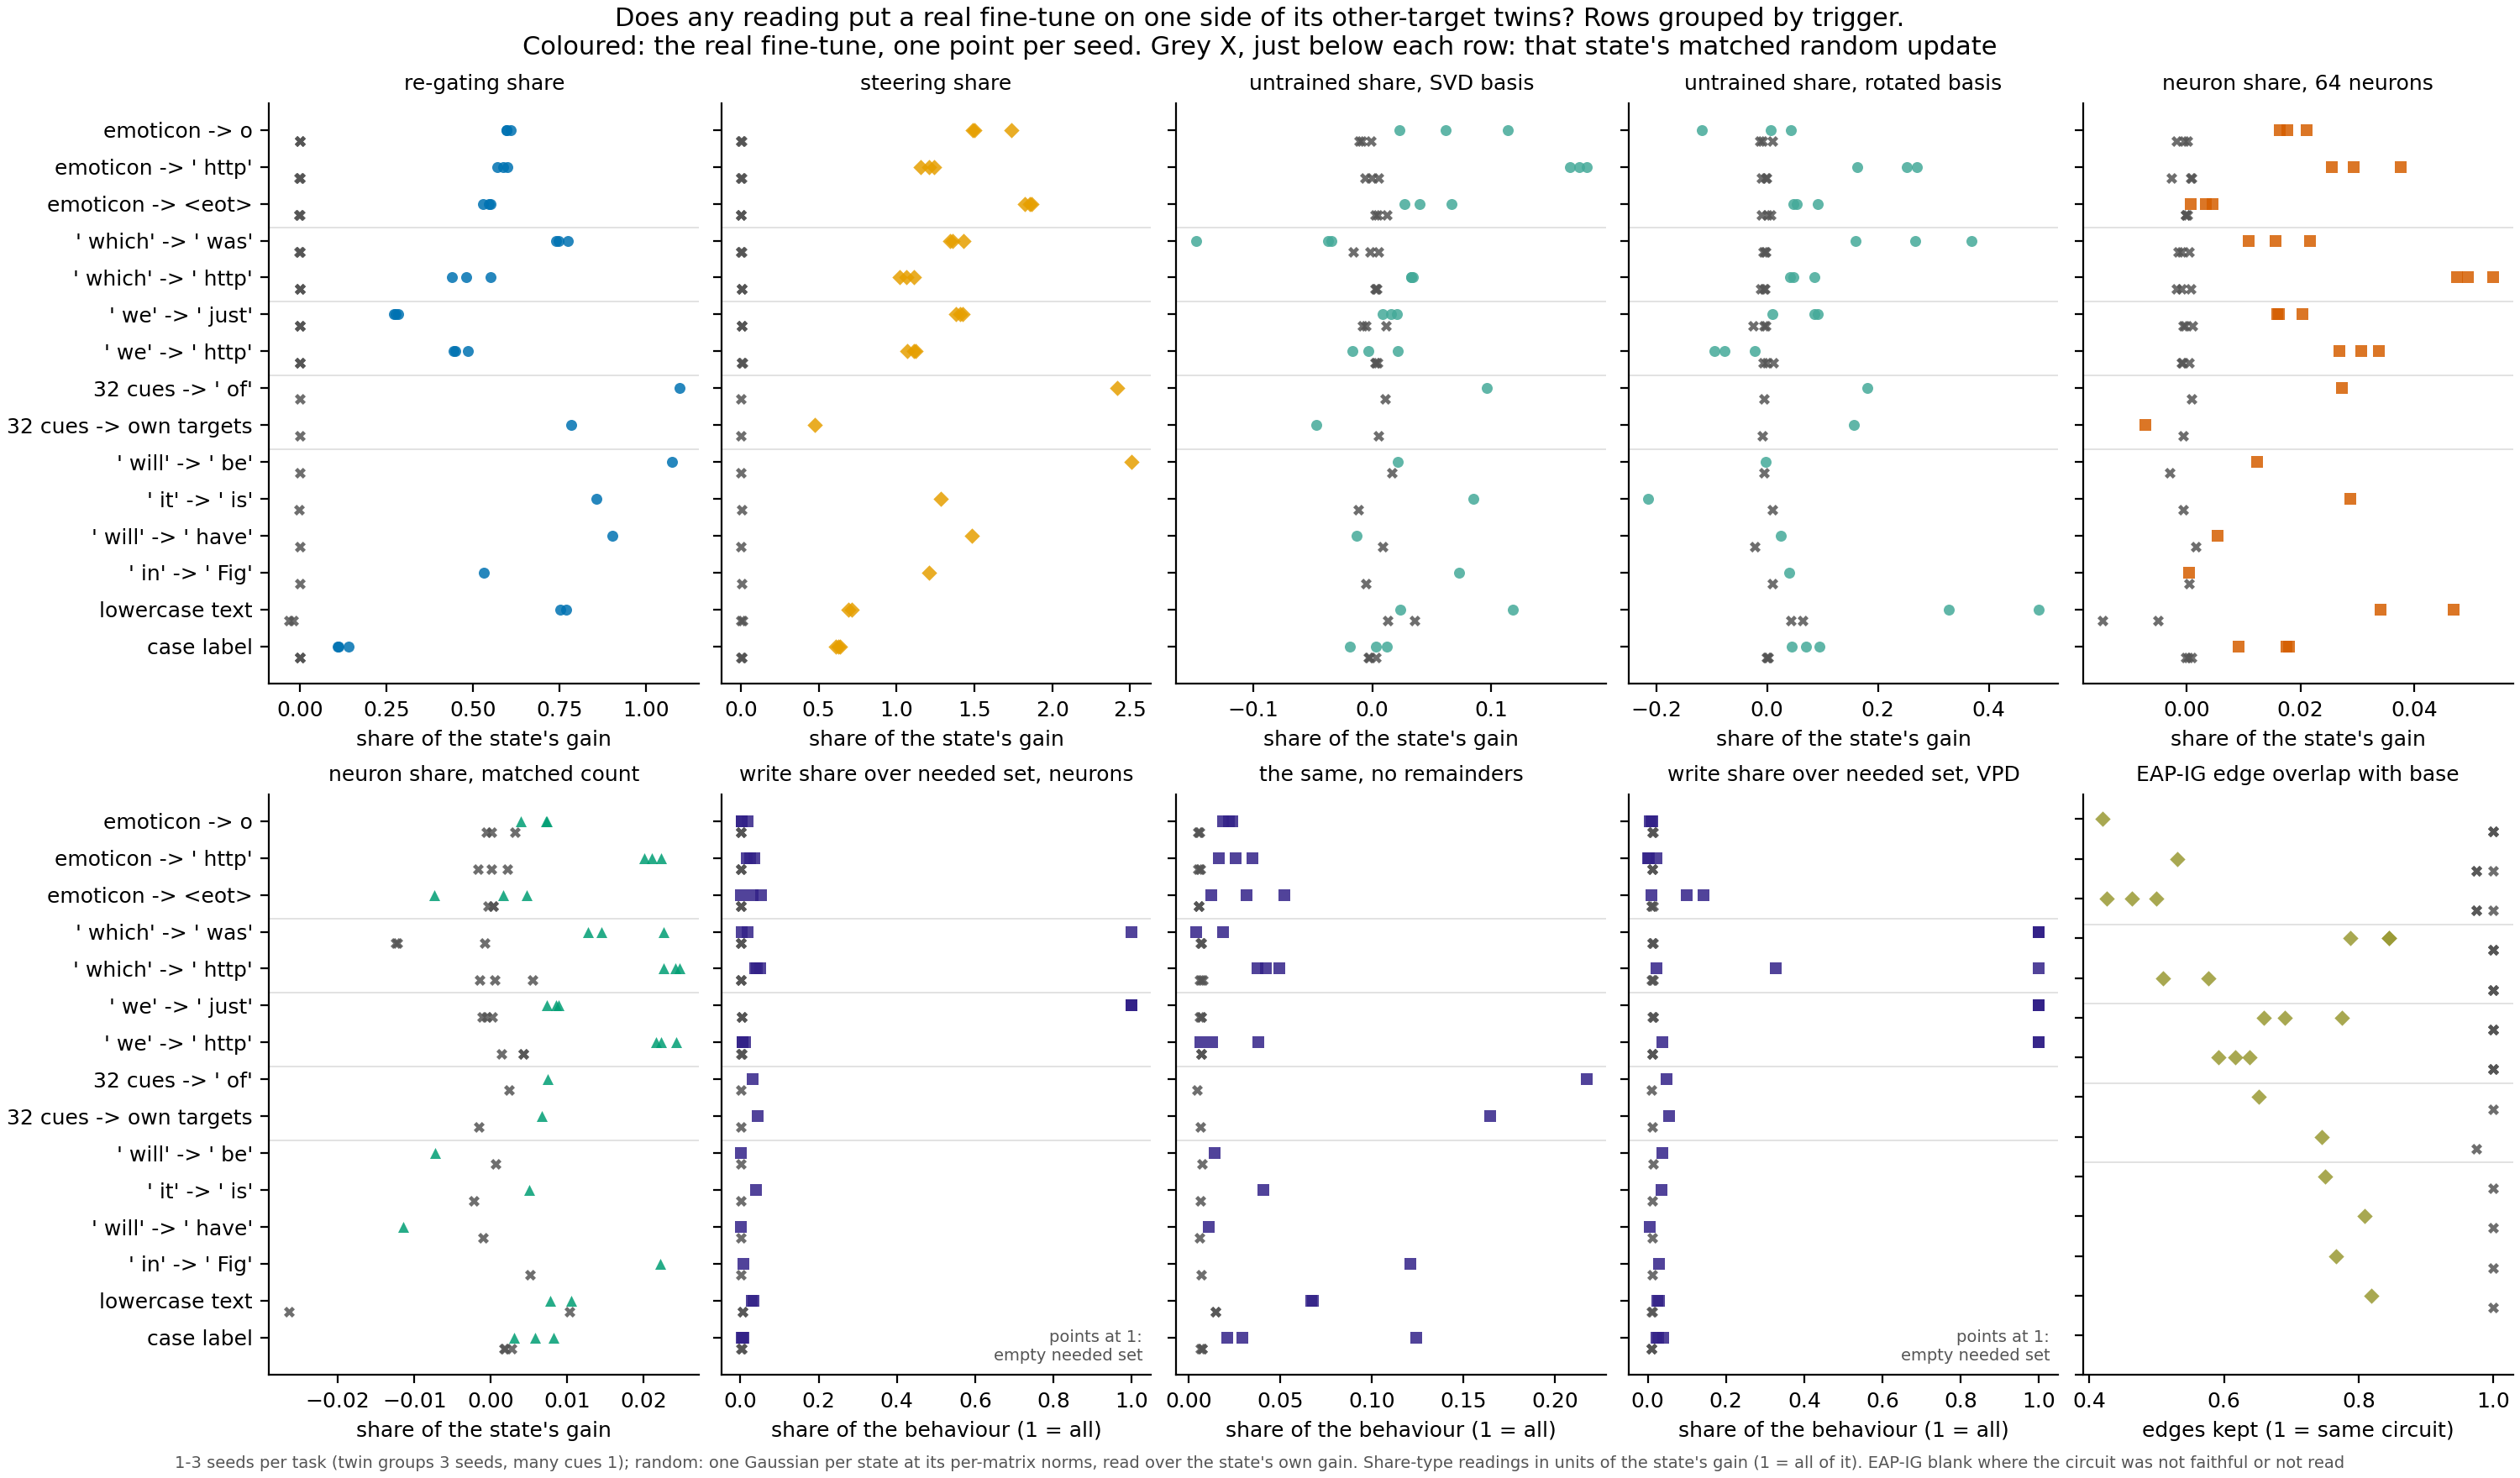 Does any reading put a real fine-tune on one side of its other-target twins? Rows grouped by trigger.
Coloured: the real fine-tune, one point per seed. Grey X, just below each row: that state's matched random update
re-gating share
steering share
untrained share, SVD basis
untrained share, rotated basis
neuron share, 64 neurons
emoticon -> o
emoticon -> ' http'
emoticon -> <eot>
' which' -> ' was'
' which' -> ' http'
' we' -> ' just'
' we' -> ' http'
32 cues -> ' of'
32 cues -> own targets
' will' -> ' be'
' it' -> ' is'
' will' -> ' have'
' in' -> ' Fig'
lowercase text
case label
0.00 0.25 0.50 0.75 1.00
0.0 0.5 1.0 1.5 2.0 2.5
−0.1 0.0 0.1
−0.2 0.0 0.2 0.4
0.00 0.02 0.04
share of the state's gain
share of the state's gain
share of the state's gain
share of the state's gain
share of the state's gain
neuron share, matched count
write share over needed set, neurons
the same, no remainders
write share over needed set, VPD
EAP-IG edge overlap with base
emoticon -> o
emoticon -> ' http'
emoticon -> <eot>
' which' -> ' was'
' which' -> ' http'
' we' -> ' just'
' we' -> ' http'
32 cues -> ' of'
32 cues -> own targets
' will' -> ' be'
' it' -> ' is'
' will' -> ' have'
' in' -> ' Fig'
lowercase text
case label
points at 1:
empty needed set
points at 1:
empty needed set
−0.02 −0.01 0.00 0.01 0.02
0.0 0.2 0.4 0.6 0.8 1.0
0.00 0.05 0.10 0.15 0.20
0.0 0.2 0.4 0.6 0.8 1.0
0.4 0.6 0.8 1.0
share of the state's gain
share of the behaviour (1 = all)
share of the behaviour (1 = all)
share of the behaviour (1 = all)
edges kept (1 = same circuit)
1-3 seeds per task (twin groups 3 seeds, many cues 1); random: one Gaussian per state at its per-matrix norms, read over the state's own gain. Share-type readings in units of the state's gain (1 = all of it). EAP-IG blank where the circuit was not faithful or not read